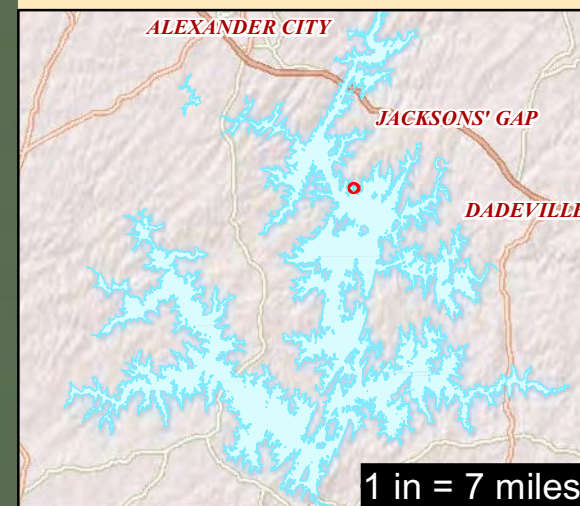 ALEXANDER CITY
JACKSONS' GAP
DADEVILLE
1 in = 7 miles